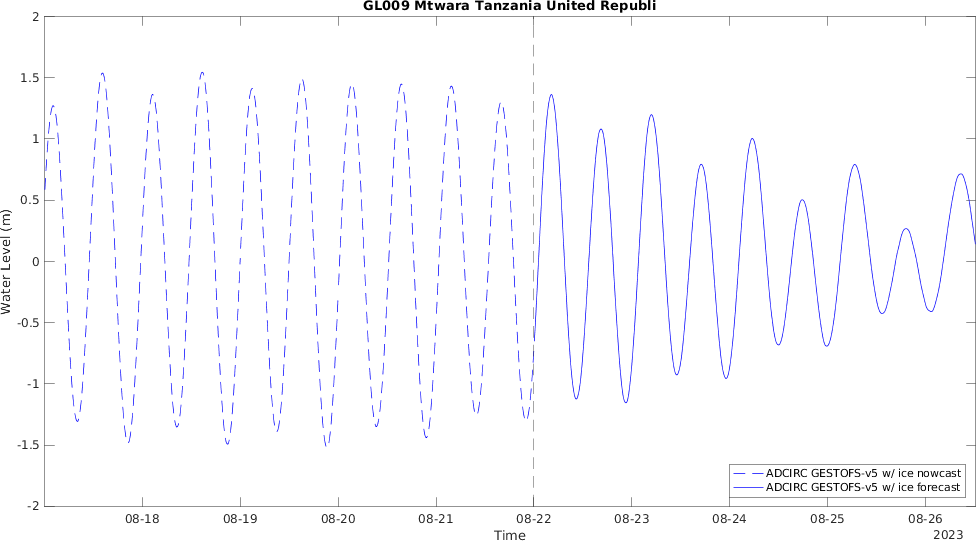 GL009 Mtwara Tanzania United Republi
2
1.5
1
0.5
0
-0.5
-1
-1.5
-2
Water Level (m)
08-18 08-19 08-20 08-21 08-22 08-23 08-24 08-25 08-26
Time
2023
ADCIRC GESTOFS-v5 w/ ice nowcast
ADCIRC GESTOFS-v5 w/ ice forecast